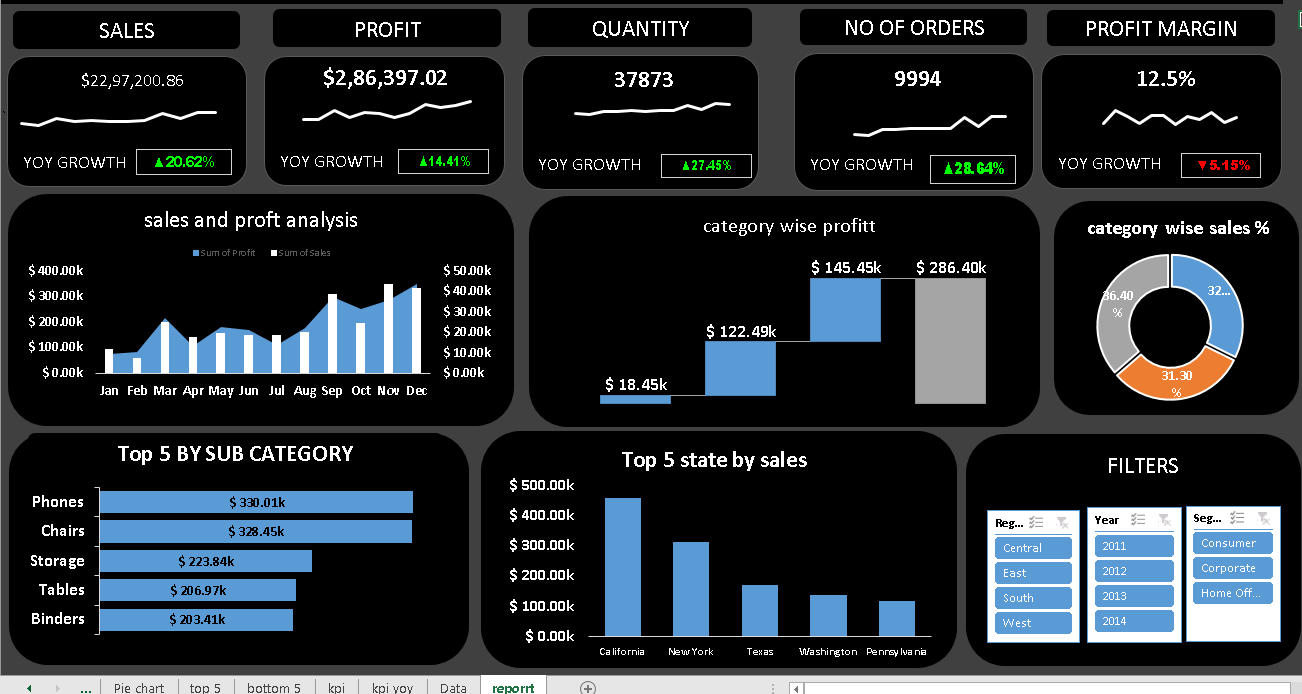 SALES
PROFIT
QUANTITY
NO OF ORDERS
PROFIT MARGIN
$22,97,200.86
$2,86,397.02
37873
9994
12.5%
YOY GROWTH ▲20.62%
YOY GROWTH ▲14.41%
YOY GROWTH ▲27.45%
YOY GROWTH ▲28.64%
YOY GROWTH ▼5.15%
sales and proft analysis
Sum of Profit Sum of Sales
$ 400.00k
$ 300.00k
$ 200.00k
$ 100.00k
$ 0.00k
$ 50.00k
$ 40.00k
$ 30.00k
$ 20.00k
$ 10.00k
$ 0.00k
Jan Feb Mar Apr May Jun Jul Aug Sep Oct Nov Dec
category wise profitt
$ 18.45k
$ 122.49k
$ 145.45k
$ 286.40k
category wise sales %
32...
36.40
%
31.30
%
Top 5 BY SUB CATEGORY
Phones $ 330.01k
Chairs $ 328.45k
Storage $ 223.84k
Tables $ 206.97k
Binders $ 203.41k
Top 5 state by sales
$ 500.00k
$ 400.00k
$ 300.00k
$ 200.00k
$ 100.00k
$ 0.00k
California New York Texas Washington Pennsylvania
FILTERS
Reg...
Central
East
South
West
Year
2011
2012
2013
2014
Seg...
Consumer
Corporate
Home Off...
... Pie chart top 5 bottom 5 kpi kpi yoy Data reporrt